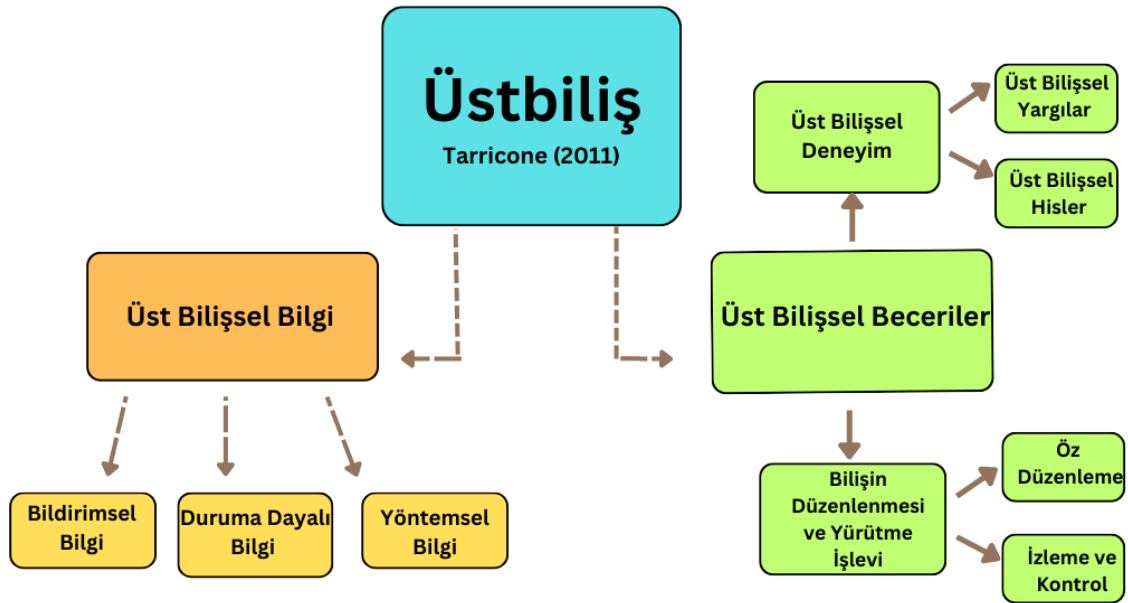 Üstbiliş
Tarricone (2011)
Üst Bilişsel Bilgi
Bildirimsel
Bilgi
Duruma Dayalı
Bilgi
Yöntemsel
Bilgi
Üst Bilişsel Beceriler
Üst Bilişsel
Deneyim
Üst Bilişsel
Yargılar
Üst Bilişsel
Hisler
Bilişin
Düzenlenmesi
ve Yürütme
İşlevi
Öz
Düzenleme
İzleme ve
Kontrol